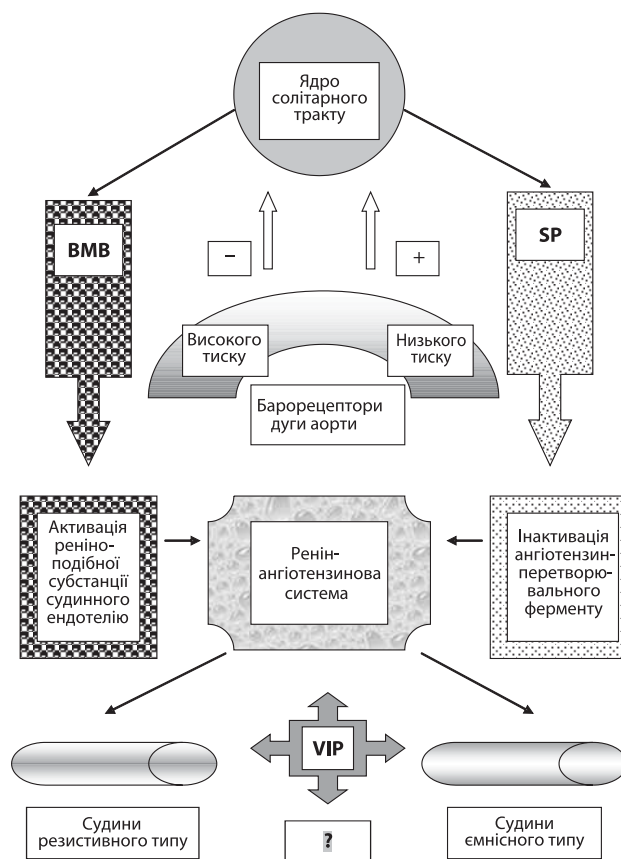 Ядро
солітарного
тракту
BMB
SP
–
+
Високого
тиску
Низького
тиску
Барорецептори
дуги аорти
Активація
реніно-
подібної
субстанції
судинного
ендотелію
Ренін-
ангіотензинова
система
Інактивація
ангіотензин-
перетворю-
вального
ферменту
VIP
Судини
резистивного типу
?
Судини
ємнісного типу